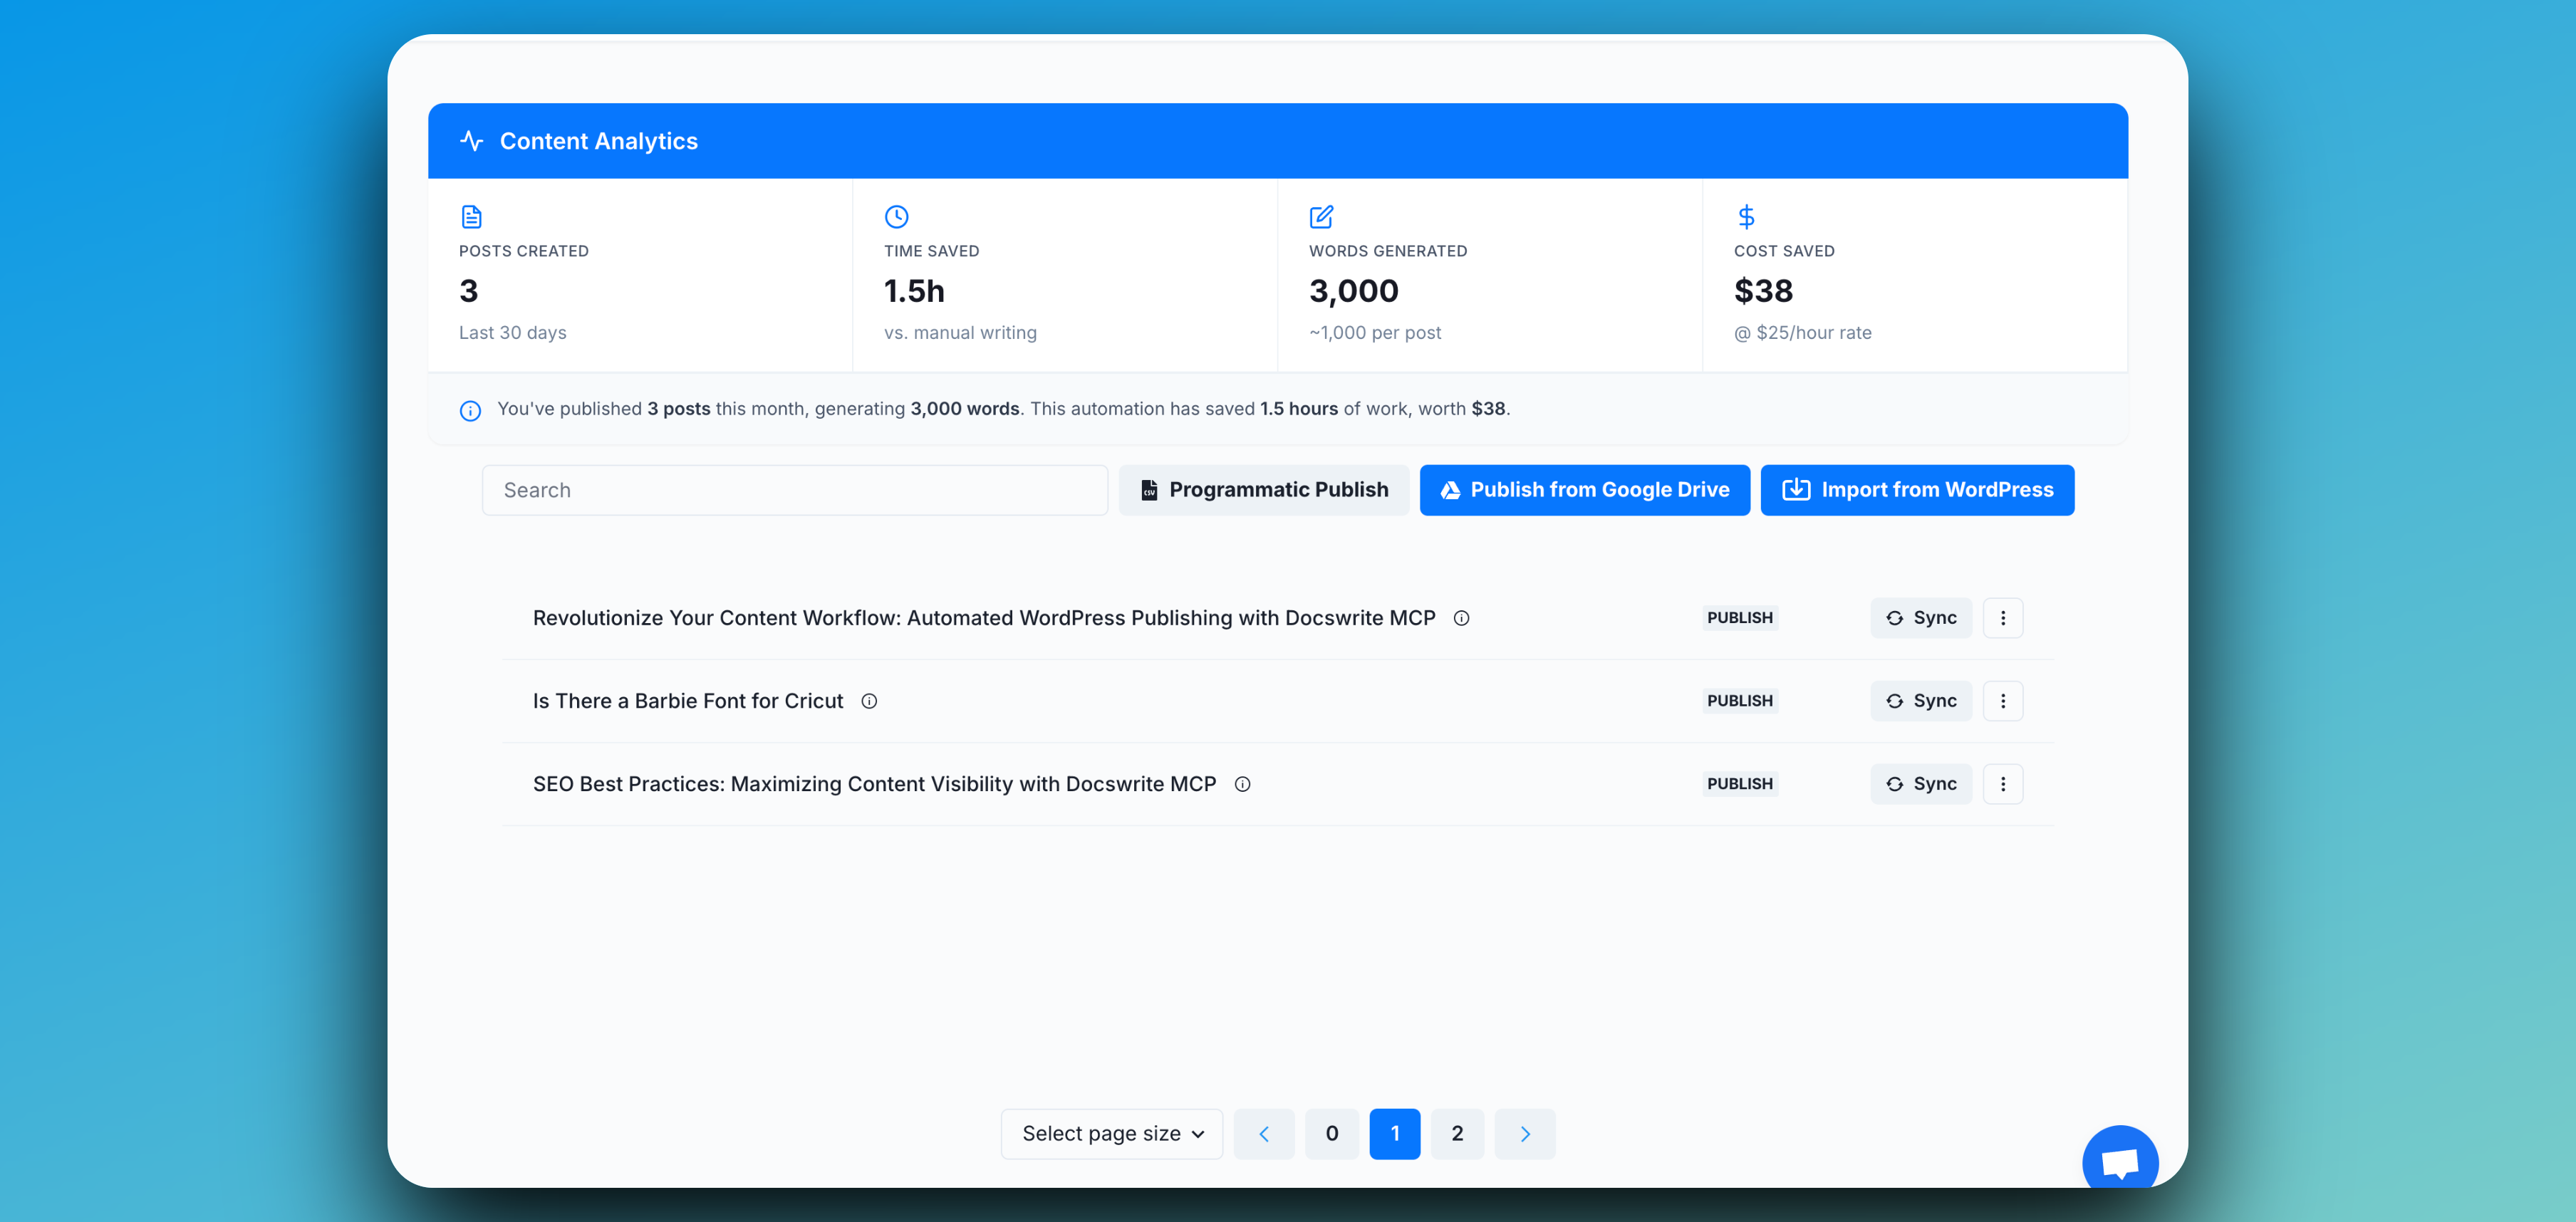 Content Analytics
POSTS CREATED
3
Last 30 days
TIME SAVED
1.5h
vs. manual writing
WORDS GENERATED
3,000
~1,000 per post
COST SAVED
$38
@ $25/hour rate
You've published 3 posts this month, generating 3,000 words. This automation has saved 1.5 hours of work, worth $38.
Search
CSV Programmatic Publish
Publish from Google Drive
Import from WordPress
Revolutionize Your Content Workflow: Automated WordPress Publishing with Docswrite MCP
PUBLISH
Sync
Is There a Barbie Font for Cricut
PUBLISH
Sync
SEO Best Practices: Maximizing Content Visibility with Docswrite MCP
PUBLISH
Sync
Select page size
0
1
2